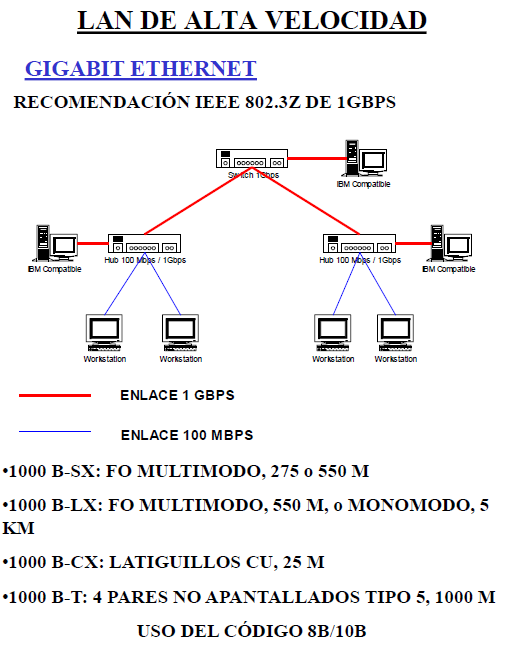 LAN DE ALTA VELOCIDAD
GIGABIT ETHERNET
RECOMENDACIÓN IEEE 802.3Z DE 1GBPS
Switch 1Gbps
IBM Compatible
IBM Compatible
Hub 100 Mbps / 1Gbps
Hub 100 Mbps / 1Gbps
IBM Compatible
Workstation
Workstation
Workstation
Workstation
ENLACE 1 GBPS
ENLACE 100 MBPS
•1000 B-SX: FO MULTIMODO, 275 o 550 M
•1000 B-LX: FO MULTIMODO, 550 M, o MONOMODO, 5
KM
•1000 B-CX: LATIGUILLOS CU, 25 M
•1000 B-T: 4 PARES NO APANTALLADOS TIPO 5, 1000 M
USO DEL CÓDIGO 8B/10B